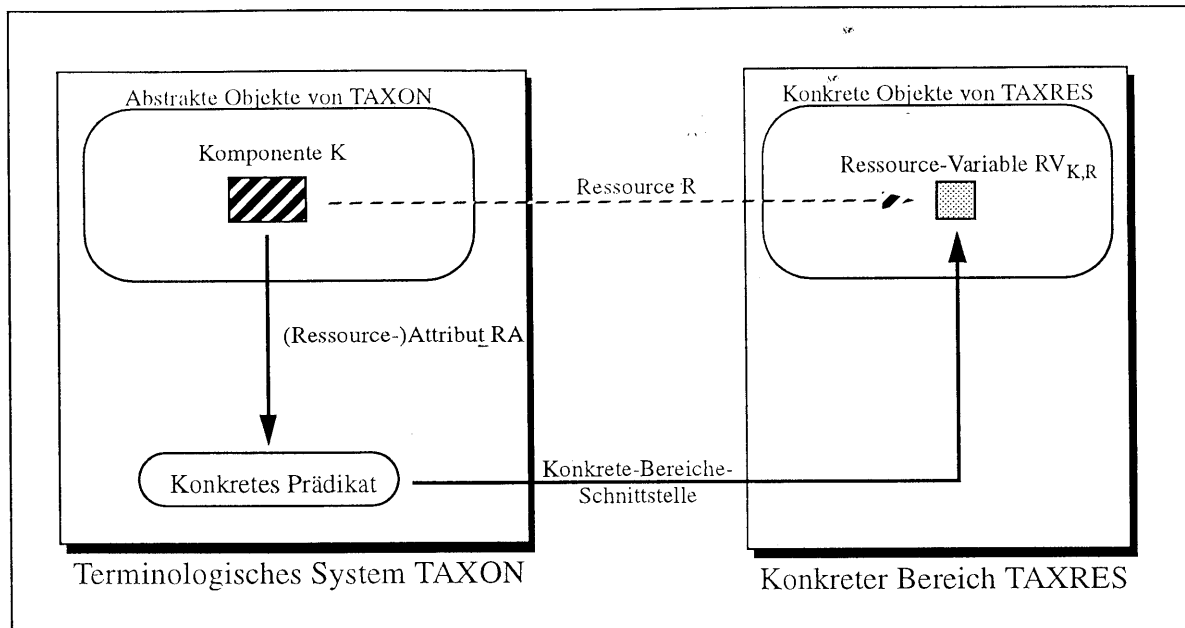 Abstrakte Objekte von TAXON
Komponente K
(Ressource-)Attribut RA
Konkretes Prädikat
Terminologisches System TAXON
Ressource R
Konkrete-Bereiche-
Schnittstelle
Konkrete Objekte von TAXRES
Ressource-Variable RV_K,R
Konkreter Bereich TAXRES